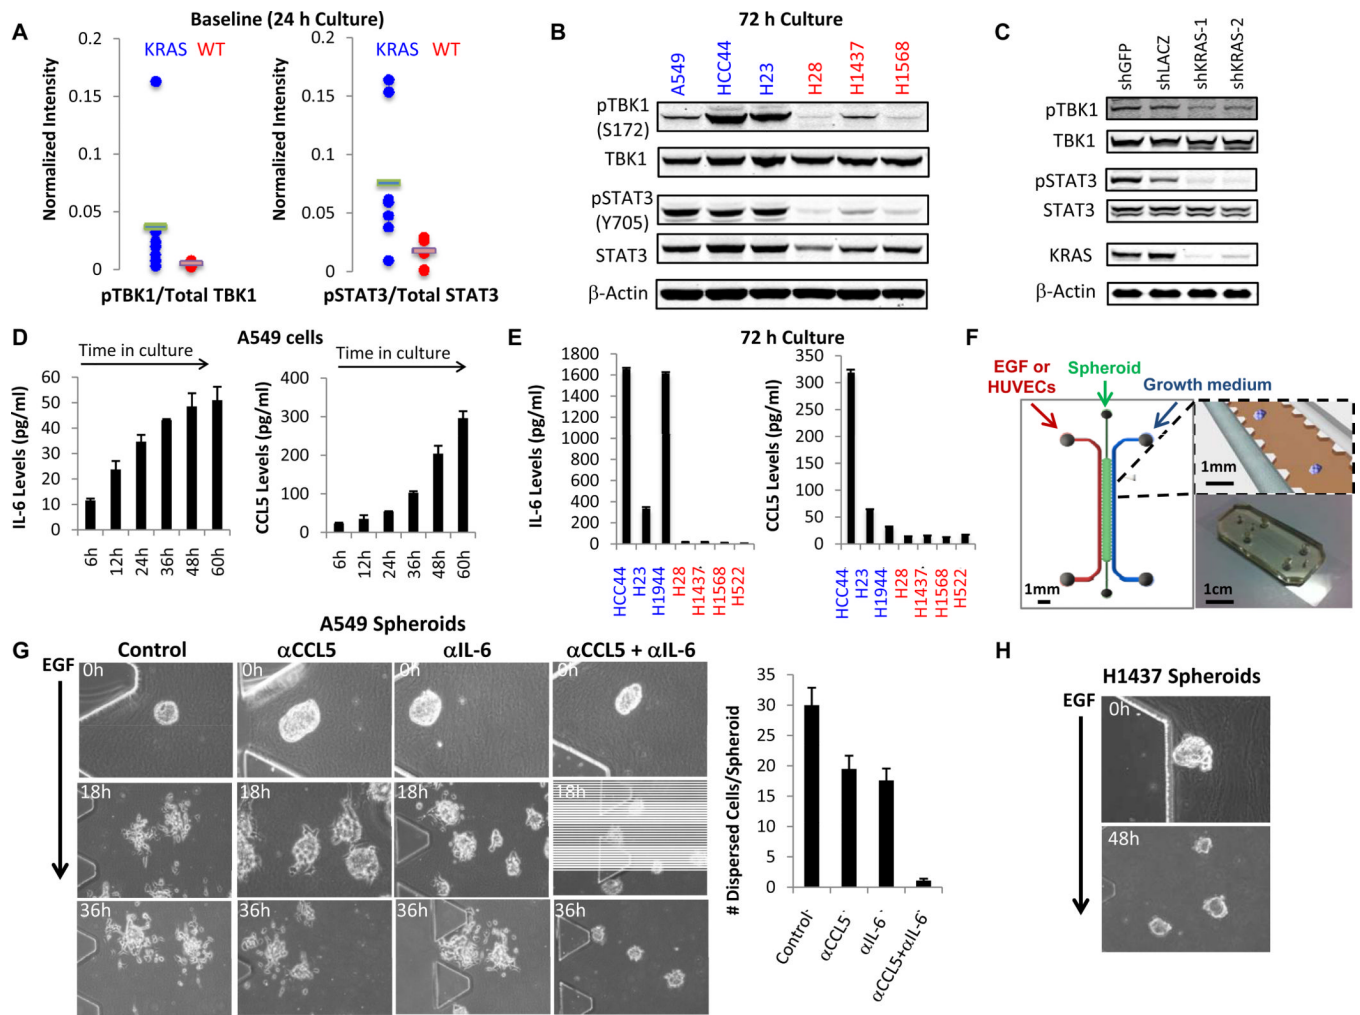 A
Baseline (24 h Culture)
KRAS WT
Normalized Intensity
0.2
0.15
0.1
0.05
0
pTBK1/Total TBK1
KRAS WT
Normalized Intensity
0.2
0.15
0.1
0.05
0
pSTAT3/Total STAT3
B
72 h Culture
A549
HCC44
H23
H28
H1437
H1568
pTBK1
(S172)
TBK1
pSTAT3
(Y705)
STAT3
β-Actin
C
shGFP
shLACZ
shKRAS-1
shKRAS-2
pTBK1
TBK1
pSTAT3
STAT3
KRAS
β-Actin
D
A549 cells
Time in culture
IL-6 Levels (pg/ml)
60
50
40
30
20
10
0
6h
12h
24h
36h
48h
60h
Time in culture
CCL5 Levels (pg/ml)
400
300
200
100
0
6h
12h
24h
36h
48h
60h
E
72 h Culture
IL-6 Levels (pg/ml)
1800
1600
1400
1200
1000
800
600
400
200
0
HCC44
H23
H1944
H28
H1437
H1568
H522
CCL5 Levels (pg/ml)
350
300
250
200
150
100
50
0
HCC44
H23
H1944
H28
H1437
H1568
H522
F
EGF or
HUVECs
Spheroid
Growth medium
1mm
1mm
1cm
G
A549 Spheroids
EGF
Control
αCCL5
αIL-6
αCCL5 + αIL-6
0h
0h
0h
0h
18h
18h
18h
18h
36h
36h
36h
36h
# Dispersed Cells/Spheroid
35
30
25
20
15
10
5
0
Control
αCCL5
αIL-6
αCCL5+αIL-6
H
H1437 Spheroids
EGF
0h
48h